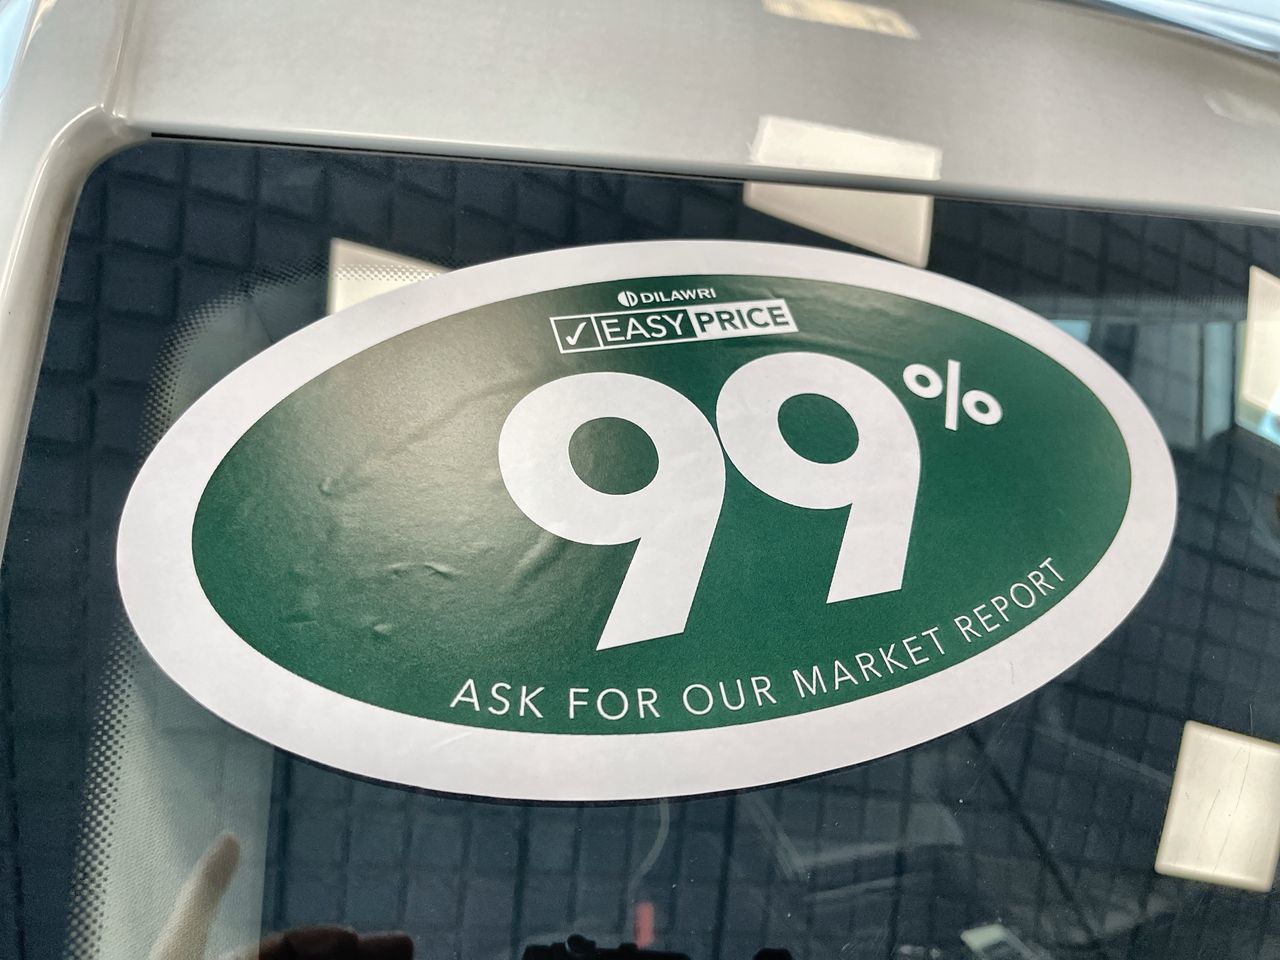 DILAWRI
✓ EASY PRICE
99%
ASK FOR OUR MARKET REPORT